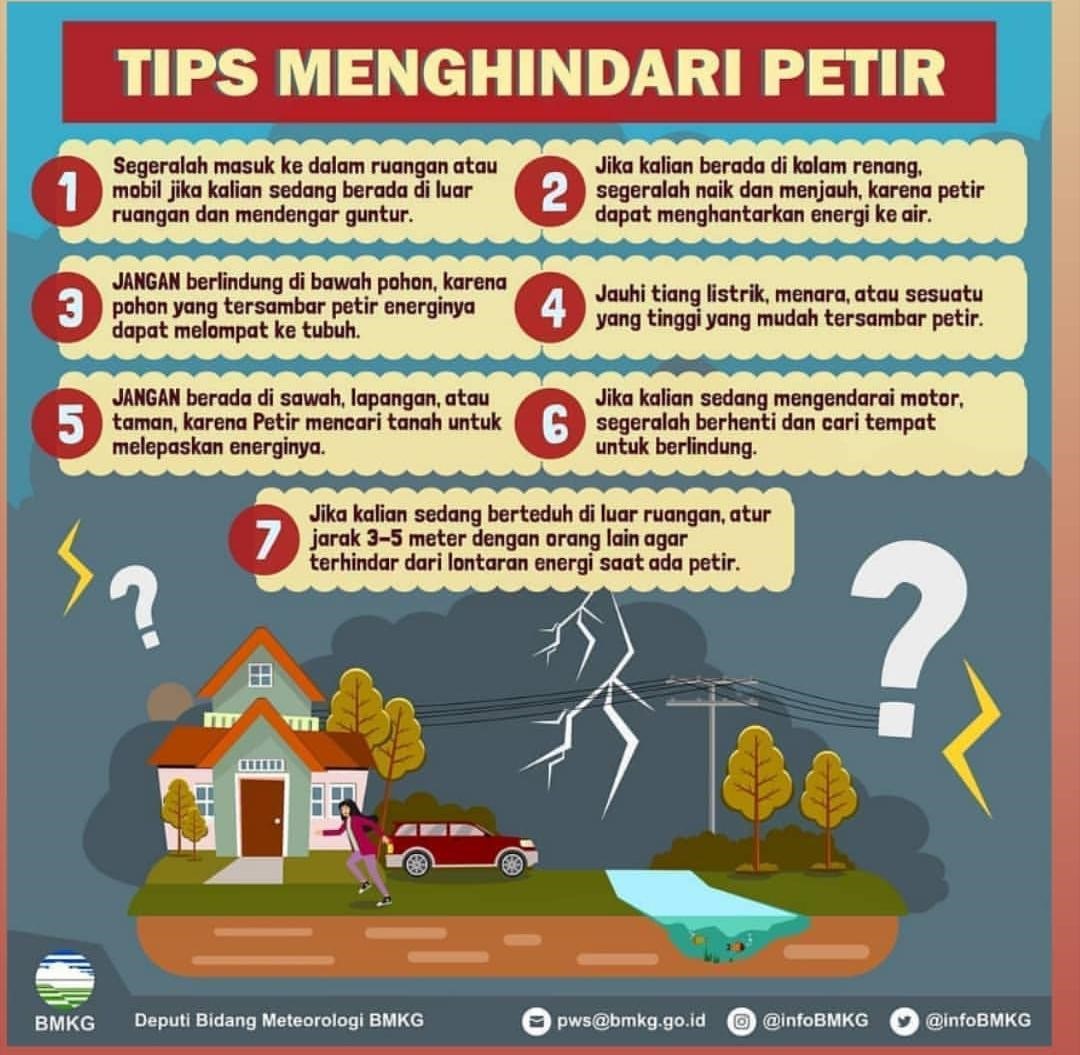 TIPS MENGHINDARI PETIR
1
Segeralah masuk ke dalam ruangan atau
mobil jika kalian sedang berada di luar
ruangan dan mendengar guntur.
2
Jika kalian berada di kolam renang,
segeralah naik dan menjauh, karena petir
dapat menghantarkan energi ke air.
3
JANGAN berlindung di bawah pohon, karena
pohon yang tersambar petir energinya
dapat melompat ke tubuh.
4
Jauhi tiang listrik, menara, atau sesuatu
yang tinggi yang mudah tersambar petir.
5
JANGAN berada di sawah, lapangan, atau
taman, karena Petir mencari tanah untuk
melepaskan energinya.
6
Jika kalian sedang mengendarai motor,
segeralah berhenti dan cari tempat
untuk berlindung.
7
Jika kalian sedang berteduh di luar ruangan, atur
jarak 3-5 meter dengan orang lain agar
terhindar dari lontaran energi saat ada petir.
?
?
BMKG
Deputi Bidang Meteorologi BMKG
pws@bmkg.go.id
@infoBMKG
@infoBMKG